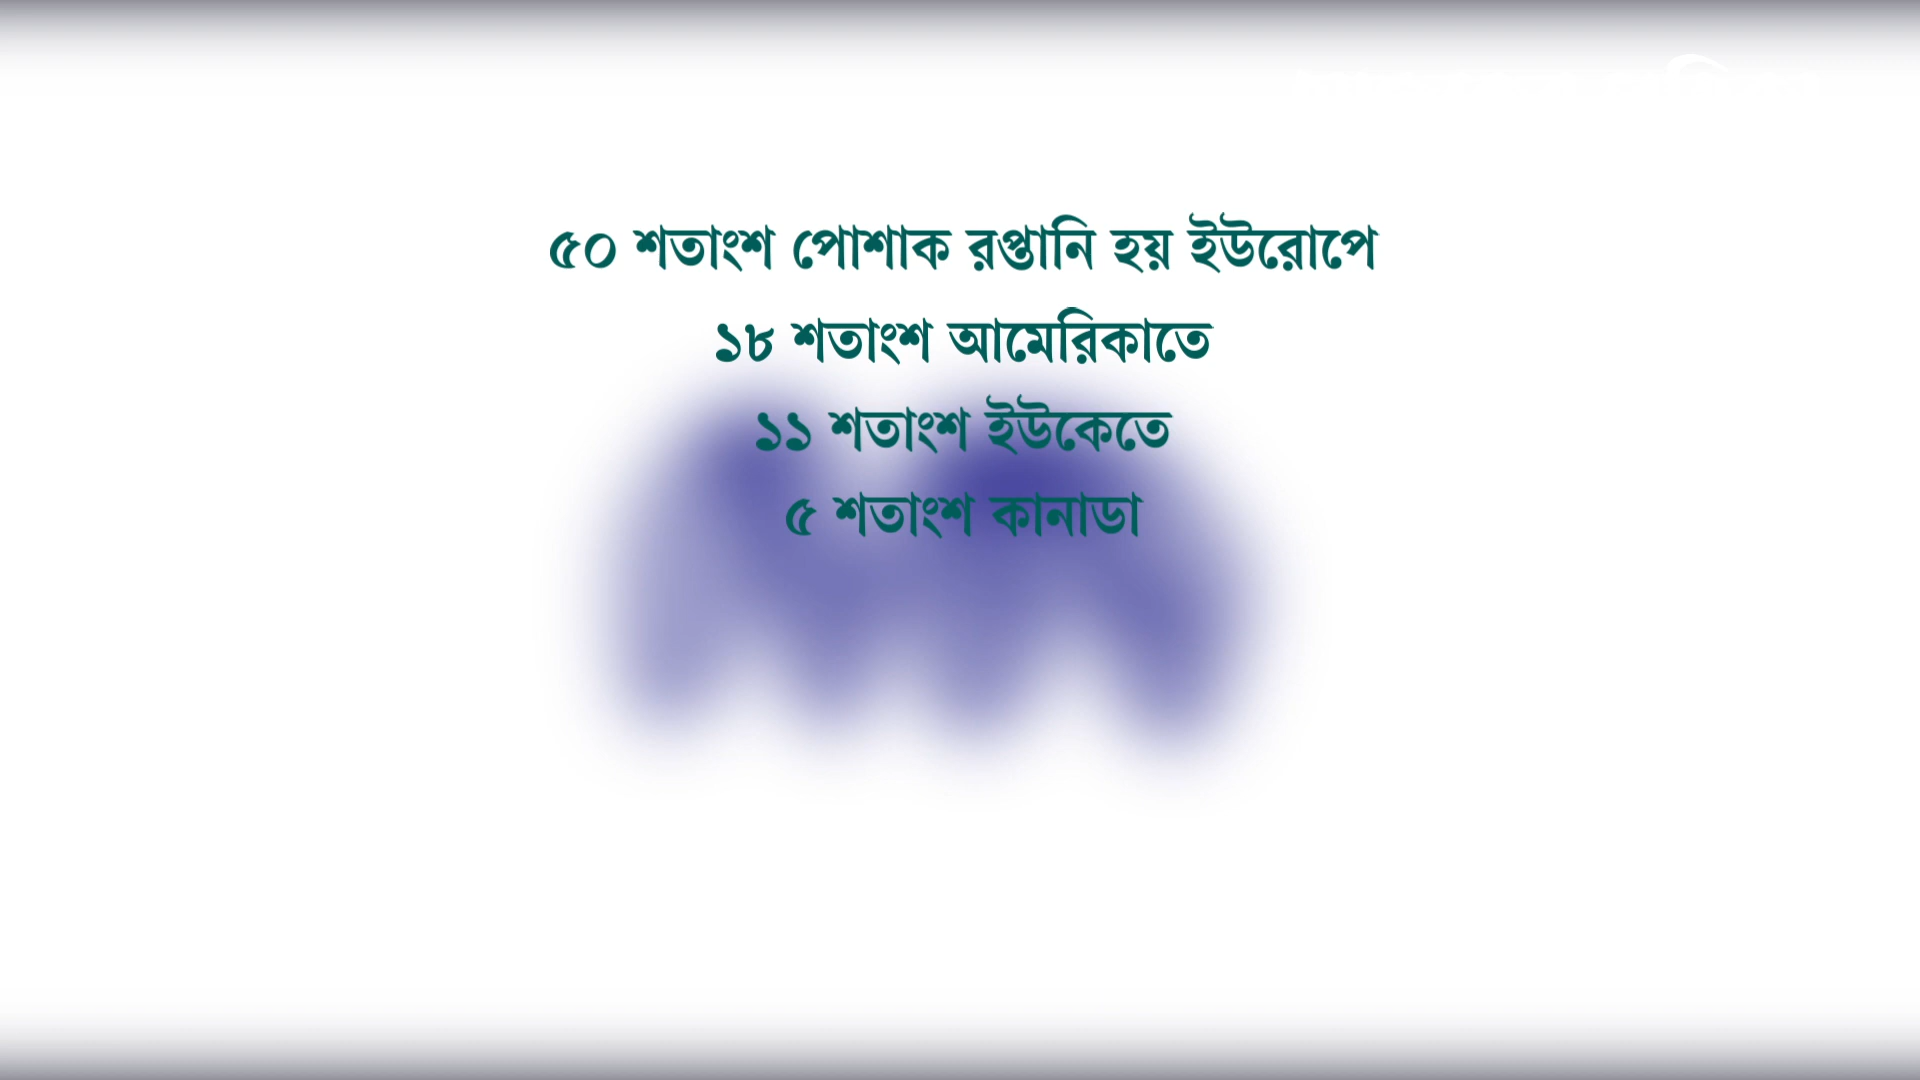 ৫০ শতাংশ পোশাক রপ্তানি হয় ইউরোপে
১৮ শতাংশ আমেরিকাতে
১১ শতাংশ ইউকেতে
৫ শতাংশ কানাডা